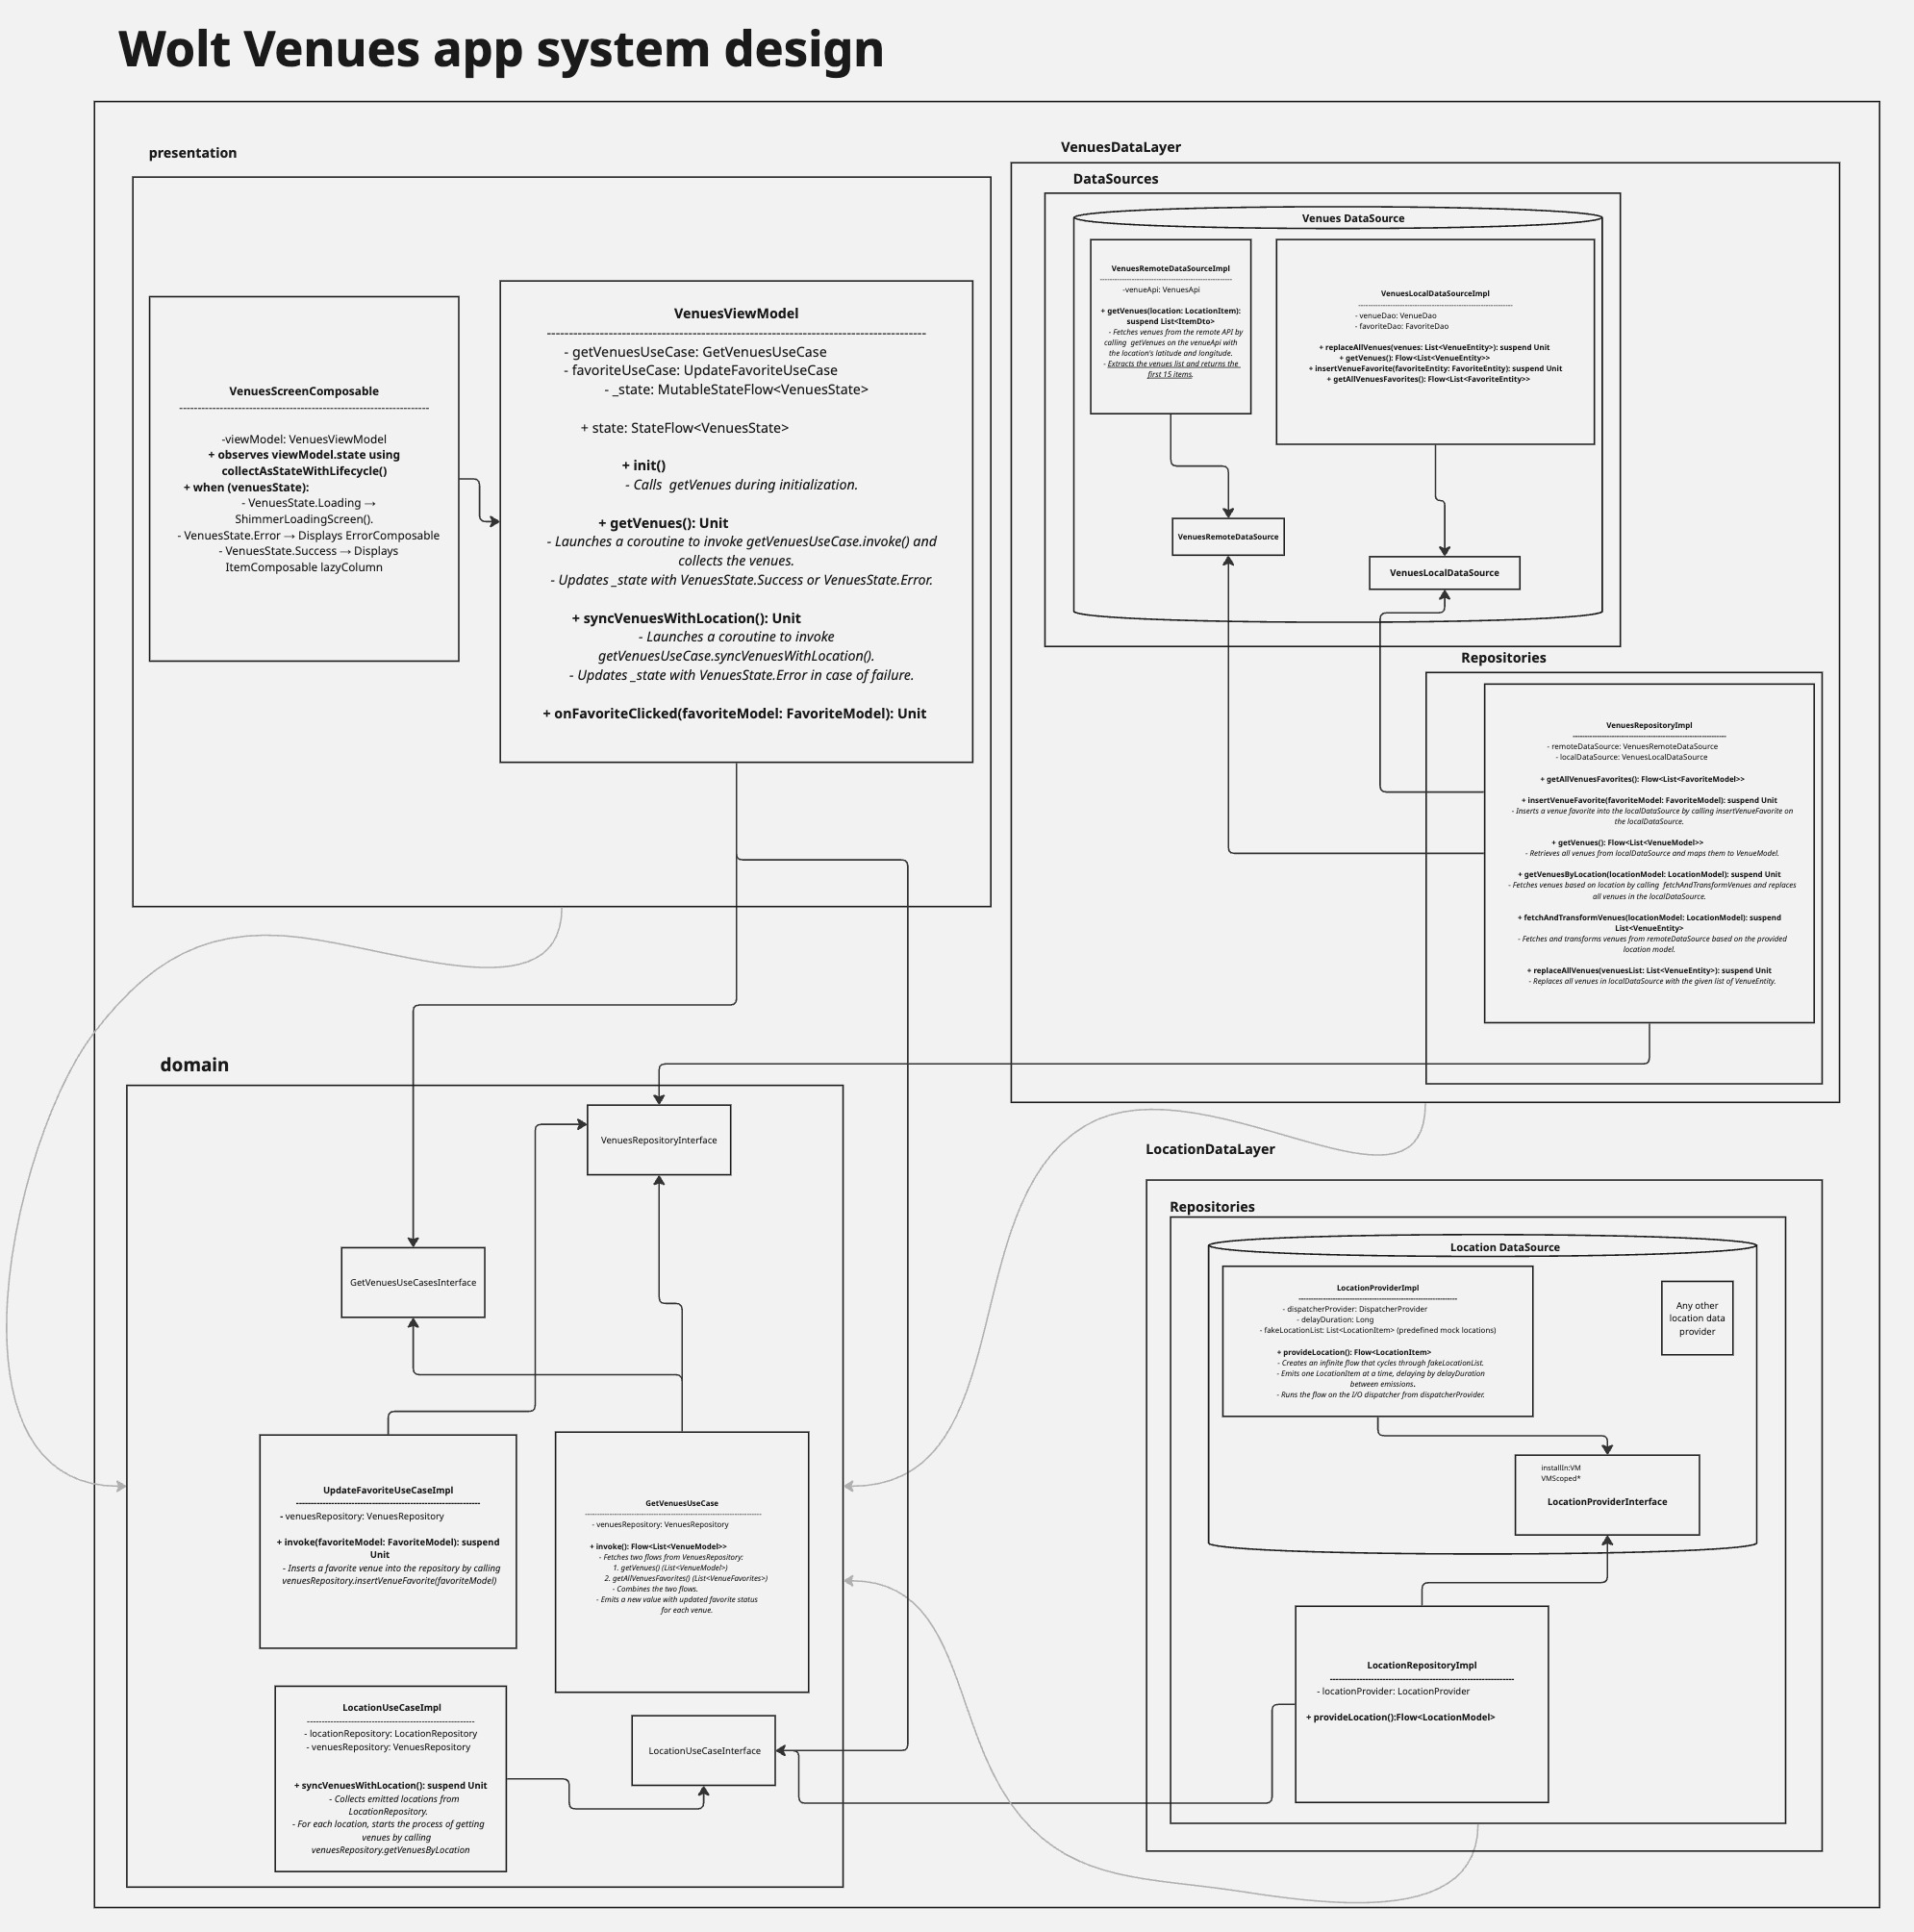 Wolt Venues app system design
presentation
VenuesScreenComposable
------------------------------------------------------------------------------------
-viewModel: VenuesViewModel
+ observes viewModel.state using
collectAsStateWithLifecycle()
+ when (venuesState):
- VenuesState.Loading →
ShimmerLoadingScreen().
- VenuesState.Error → Displays ErrorComposable
- VenuesState.Success → Displays
ItemComposable lazyColumn
VenuesViewModel
------------------------------------------------------------------------------------
- getVenuesUseCase: GetVenuesUseCase
- favoriteUseCase: UpdateFavoriteUseCase
- _state: MutableStateFlow<VenuesState>
+ state: StateFlow<VenuesState>
+ init()
- Calls  getVenues during initialization.
+ getVenues(): Unit
- Launches a coroutine to invoke getVenuesUseCase.invoke() and
collects the venues.
- Updates _state with VenuesState.Success or VenuesState.Error.
+ syncVenuesWithLocation(): Unit
- Launches a coroutine to invoke
getVenuesUseCase.syncVenuesWithLocation().
- Updates _state with VenuesState.Error in case of failure.
+ onFavoriteClicked(favoriteModel: FavoriteModel): Unit
VenuesDataLayer
DataSources
Venues DataSource
VenuesRemoteDataSourceImpl
------------------------------------------------------------
-venueApi: VenuesApi
+ getVenues(location: LocationItem):
suspend List<ItemDto>
- Fetches venues from the remote API by
calling  getVenues on the venueApi with
the location's latitude and longitude.
- Extracts the venues list and returns the
first 15 items.
VenuesLocalDataSourceImpl
------------------------------------------------------------
- venueDao: VenueDao
- favoriteDao: FavoriteDao
+ replaceAllVenues(venues: List<VenueEntity>): suspend Unit
+ getVenues(): Flow<List<VenueEntity>>
+ insertVenueFavorite(favoriteEntity: FavoriteEntity): suspend Unit
+ getAllVenuesFavorites(): Flow<List<FavoriteEntity>>
VenuesRemoteDataSource
VenuesLocalDataSource
Repositories
VenuesRepositoryImpl
------------------------------------------------------------
- remoteDataSource: VenuesRemoteDataSource
- localDataSource: VenuesLocalDataSource
+ getAllVenuesFavorites(): Flow<List<FavoriteModel>>
+ insertVenueFavorite(favoriteModel: FavoriteModel): suspend Unit
- Inserts a venue favorite into the localDataSource by calling insertVenueFavorite on
the localDataSource.
+ getVenues(): Flow<List<VenueModel>>
- Retrieves all venues from localDataSource and maps them to VenueModel.
+ getVenuesByLocation(locationModel: LocationModel): suspend Unit
- Fetches venues based on location by calling  fetchAndTransformVenues and replaces
all venues in the localDataSource.
+ fetchAndTransformVenues(locationModel: LocationModel): suspend
List<VenueEntity>
- Fetches and transforms venues from remoteDataSource based on the provided
location model.
+ replaceAllVenues(venuesList: List<VenueEntity>): suspend Unit
- Replaces all venues in localDataSource with the given list of VenueEntity.
domain
VenuesRepositoryInterface
GetVenuesUseCasesInterface
UpdateFavoriteUseCaseImpl
------------------------------------------------------------
- venuesRepository: VenuesRepository
+ invoke(favoriteModel: FavoriteModel): suspend
Unit
- Inserts a favorite venue into the repository by calling
venuesRepository.insertVenueFavorite(favoriteModel)
GetVenuesUseCase
------------------------------------------------------------
- venuesRepository: VenuesRepository
+ invoke(): Flow<List<VenueModel>>
- Fetches two flows from VenuesRepository:
1. getVenues() (List<VenueModel>)
2. getAllVenuesFavorites() (List<VenueFavorites>)
- Combines the two flows.
- Emits a new value with updated favorite status
for each venue.
LocationUseCaseImpl
------------------------------------------------------------
- locationRepository: LocationRepository
- venuesRepository: VenuesRepository
+ syncVenuesWithLocation(): suspend Unit
- Collects emitted locations from
LocationRepository.
- For each location, starts the process of getting
venues by calling
venuesRepository.getVenuesByLocation
LocationUseCaseInterface
LocationDataLayer
Repositories
Location DataSource
LocationProviderImpl
------------------------------------------------------------
- dispatcherProvider: DispatcherProvider
- delayDuration: Long
- fakeLocationList: List<LocationItem> (predefined mock locations)
+ provideLocation(): Flow<LocationItem>
- Creates an infinite flow that cycles through fakeLocationList.
- Emits one LocationItem at a time, delaying by delayDuration
between emissions.
- Runs the flow on the I/O dispatcher from dispatcherProvider.
Any other
location data
provider
installIn:VM
VMScoped*
LocationProviderInterface
LocationRepositoryImpl
------------------------------------------------------------
- locationProvider: LocationProvider
+ provideLocation():Flow<LocationModel>